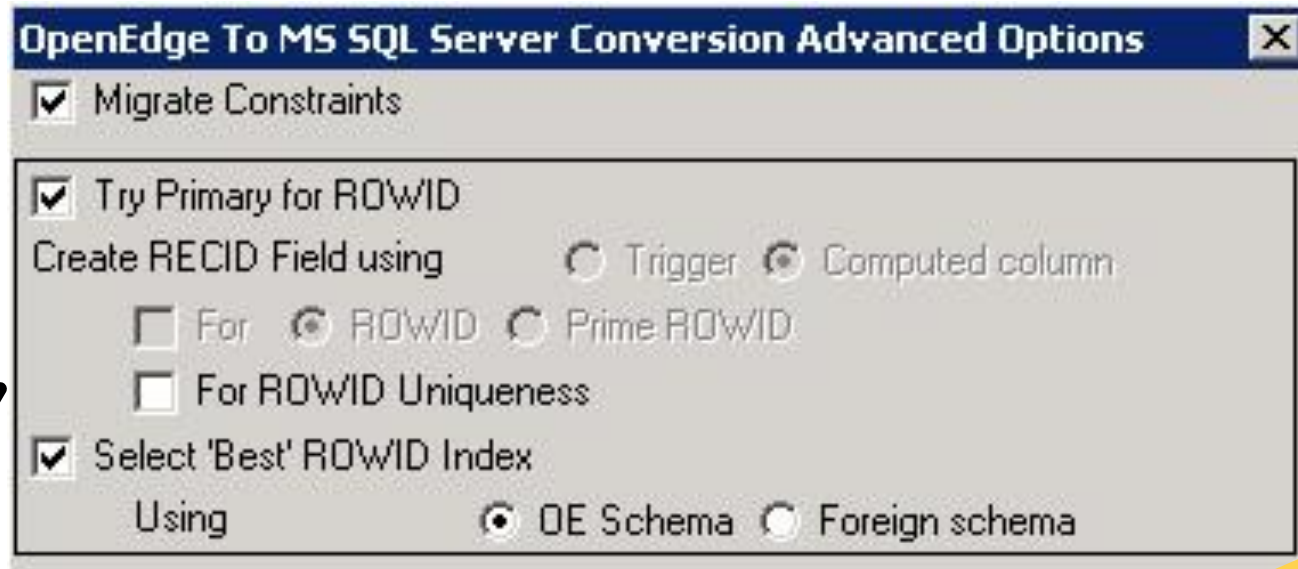 OpenEdge To MS SQL Server Conversion Advanced Options
Migrate Constraints
Try Primary for ROWID
Create RECID Field using Trigger Computed column
For ROWID Prime ROWID
For ROWID Uniqueness
Select 'Best' ROWID Index
Using OE Schema Foreign schema